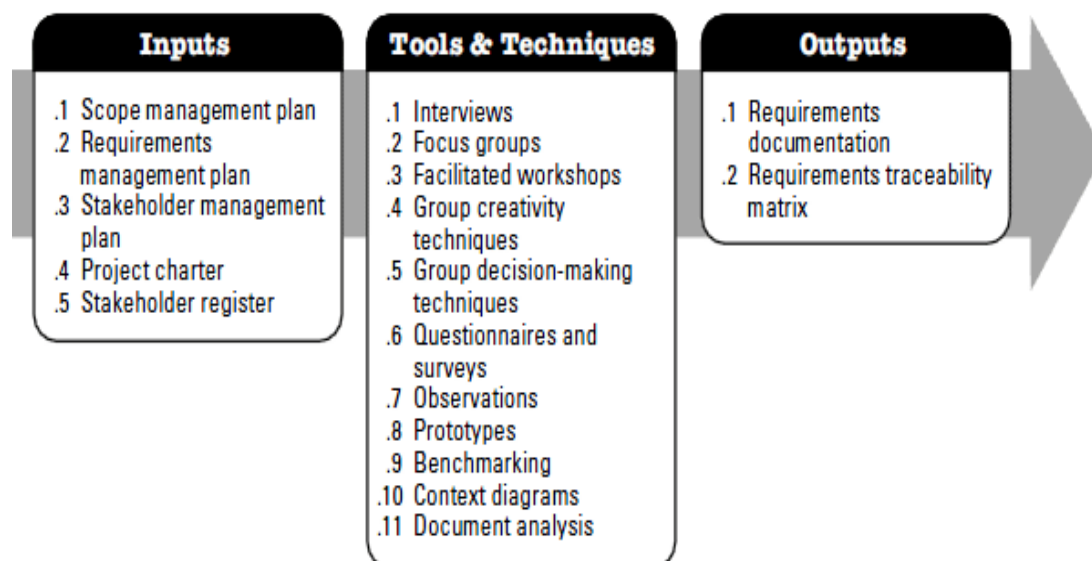 Inputs
.1 Scope management plan
.2 Requirements
management plan
.3 Stakeholder management
plan
.4 Project charter
.5 Stakeholder register
Tools & Techniques
.1 Interviews
.2 Focus groups
.3 Facilitated workshops
.4 Group creativity
techniques
.5 Group decision-making
techniques
.6 Questionnaires and
surveys
.7 Observations
.8 Prototypes
.9 Benchmarking
.10 Context diagrams
.11 Document analysis
Outputs
.1 Requirements
documentation
.2 Requirements traceability
matrix